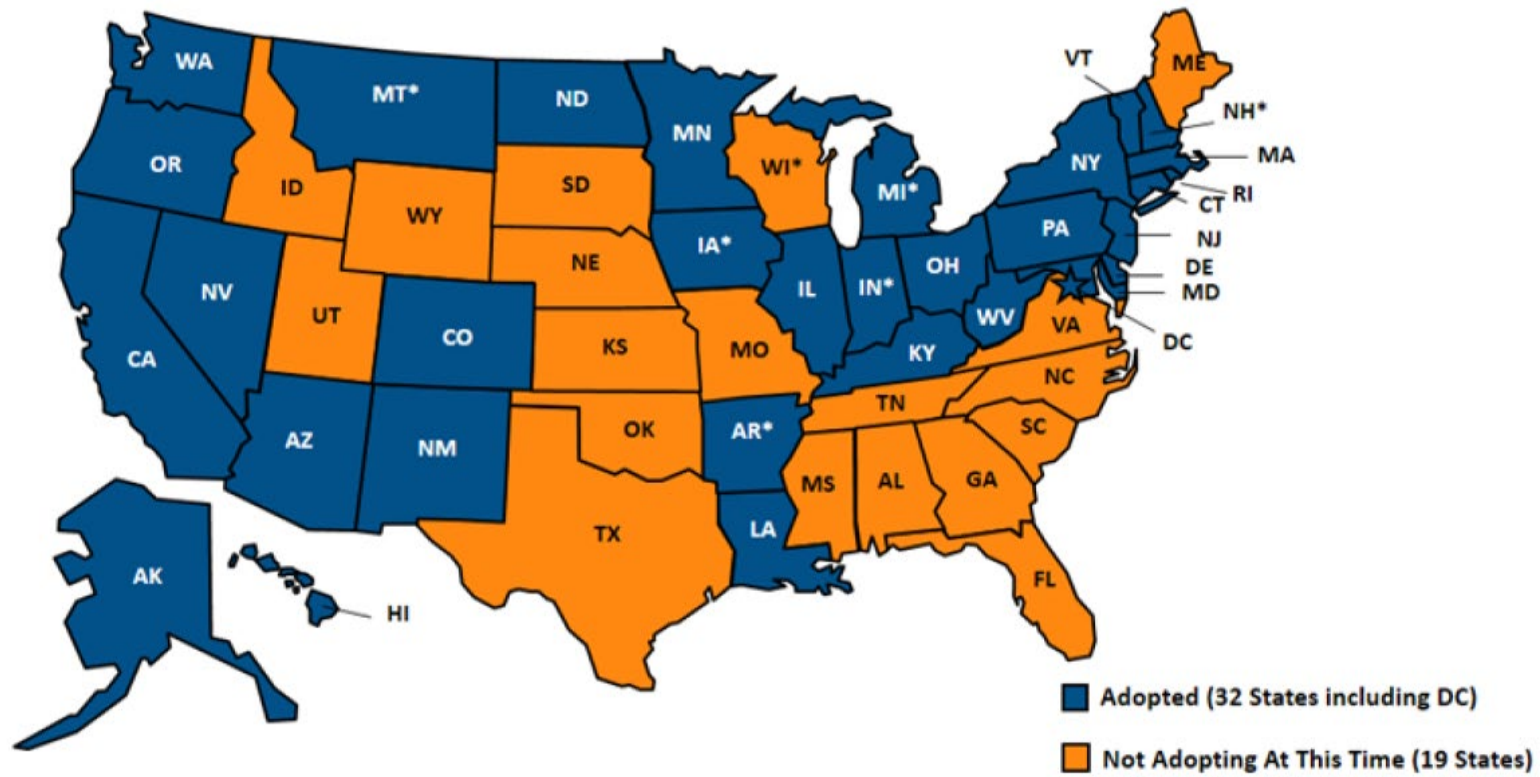 WA
MT*
ND
MN
VT
ME
NH*
OR
ID
WY
SD
WI*
MI*
NY
MA
RI
CT
NV
UT
CO
NE
IA*
IL
IN*
OH
PA
NJ
DE
MD
CA
KS
MO
KY
WV
VA
DC
AZ
NM
OK
AR*
TN
NC
SC
TX
LA
MS
AL
GA
FL
AK
HI
Adopted (32 States including DC)
Not Adopting At This Time (19 States)